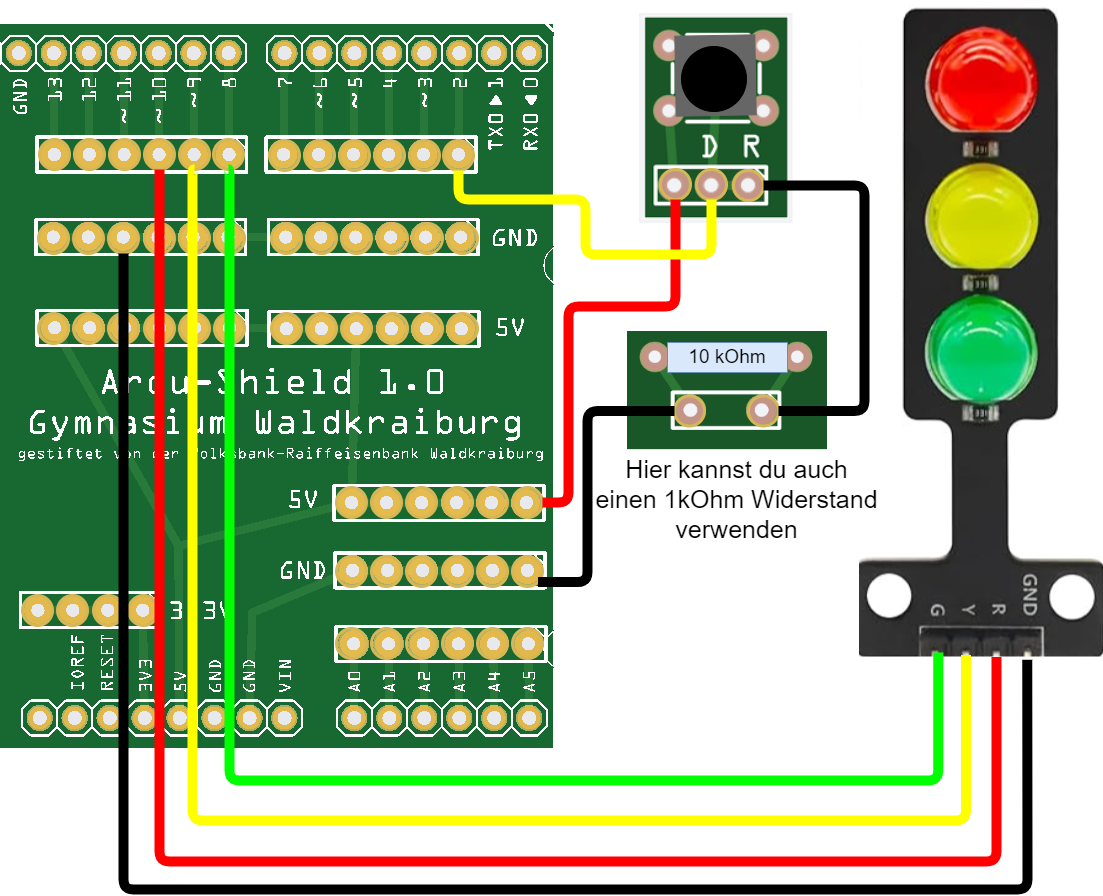 GND 13 12 ~11 ~10 ~9 8 7 ~6 ~5 4 ~3 2 TX0▶1 RX0◀0
D R
GND
5V
10 kOhm
Ardu-Shield 1.0
Gymnasium Waldkraiburg
gestiftet von der Volksbank-Raiffeisenbank Waldkraiburg
Hier kannst du auch
einen 1kOhm Widerstand
verwenden
5V
GND
3.3V
IOREF RESET 3V3 5V GND GND VIN A0 A1 A2 A3 A4 A5
331
331
331
G Y R GND